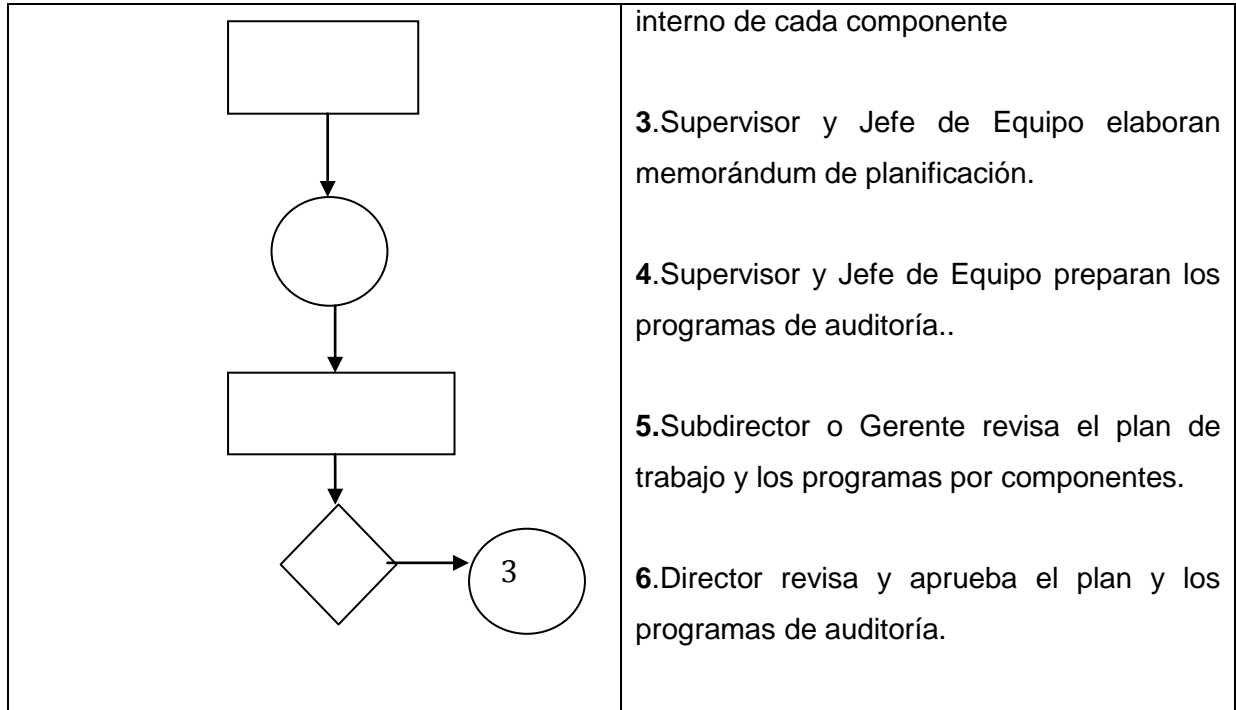 interno de cada componente
3.Supervisor y Jefe de Equipo elaboran
memorándum de planificación.
4.Supervisor y Jefe de Equipo preparan los
programas de auditoría..
5.Subdirector o Gerente revisa el plan de
trabajo y los programas por componentes.
6.Director revisa y aprueba el plan y los
programas de auditoría.
3